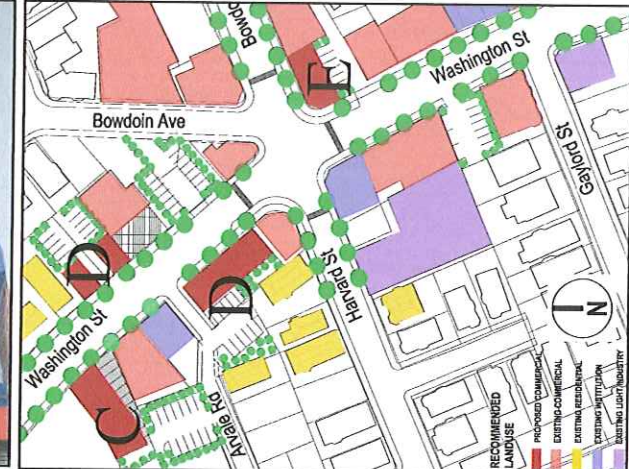 Bowdo
E
Washington St
Bowdoin Ave
D
Washington St
D
Gaylord St
Harvard St
C
Arvale Rd
N
RECOMMENDED
LANDUSE
PROPOSED COMMERCIAL
EXISTING COMMERCIAL
EXISTING RESIDENTIAL
EXISTING INSTITUTION
EXISTING LIGHT INDUSTRY